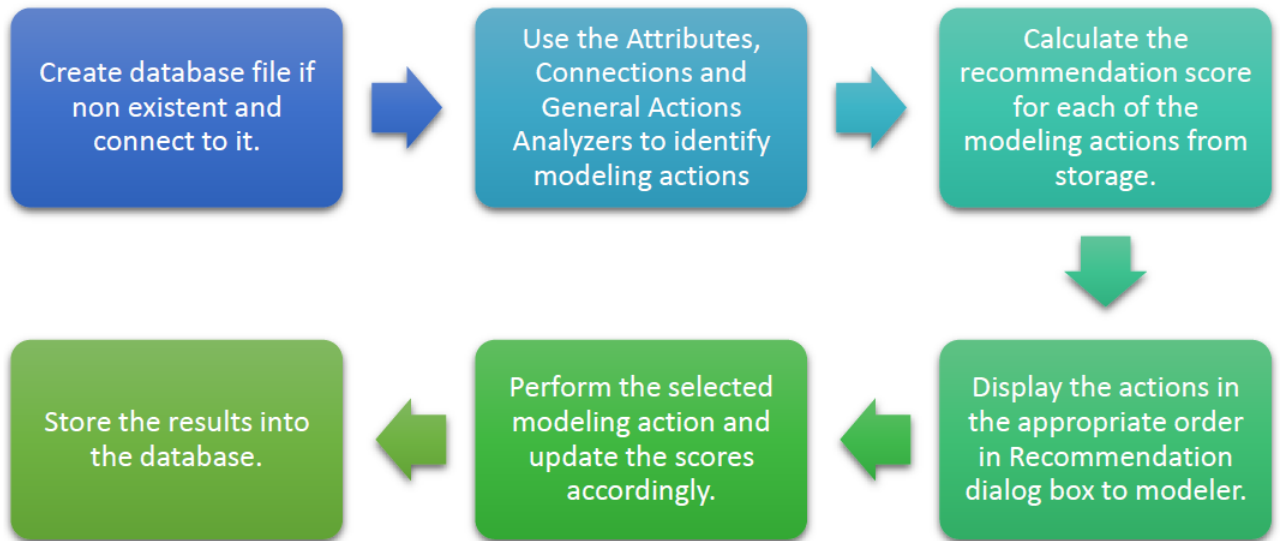 Create database file if
non existent and
connect to it.
Use the Attributes,
Connections and
General Actions
Analyzers to identify
modeling actions
Calculate the
recommendation score
for each of the
modeling actions from
storage.
Display the actions in
the appropriate order
in Recommendation
dialog box to modeler.
Perform the selected
modeling action and
update the scores
accordingly.
Store the results into
the database.